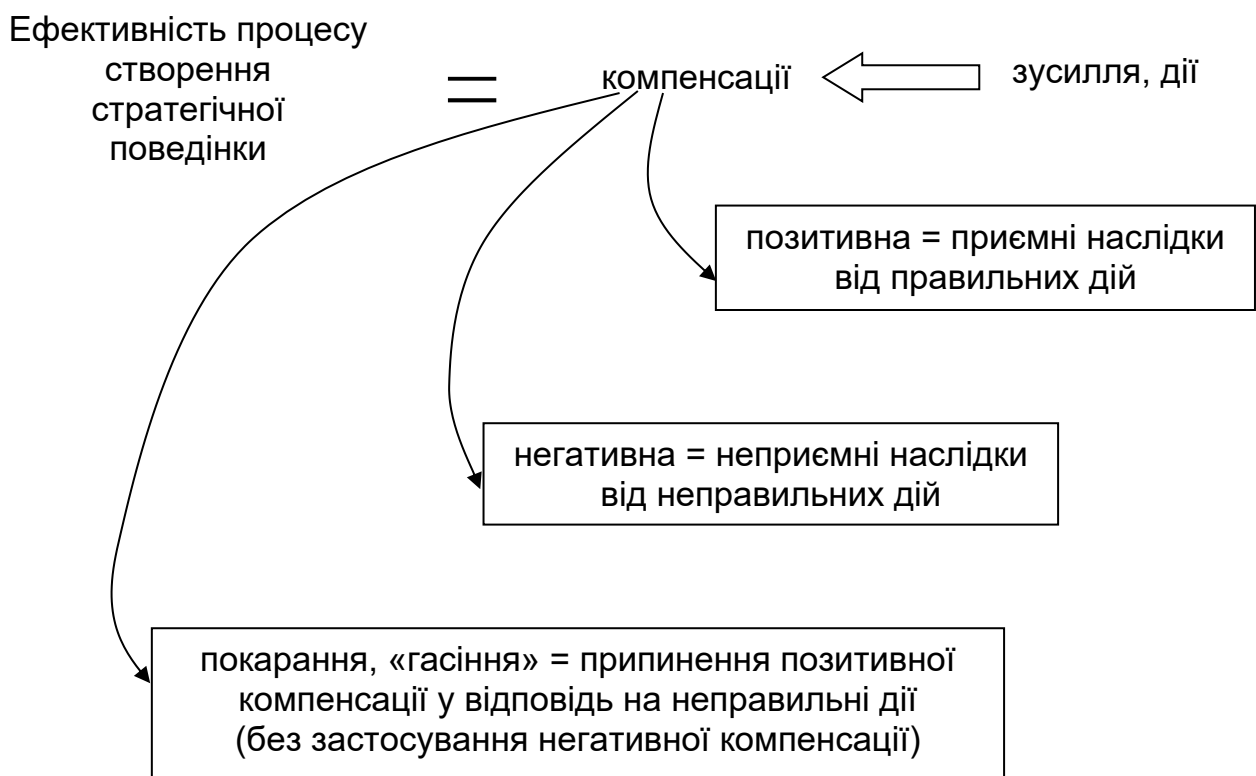 Ефективність процесу
створення
стратегічної
поведінки
=
компенсації
зусилля, дії
позитивна = приємні наслідки
від правильних дій
негативна = неприємні наслідки
від неправильних дій
покарання, «гасіння» = припинення позитивної
компенсації у відповідь на неправильні дії
(без застосування негативної компенсації)